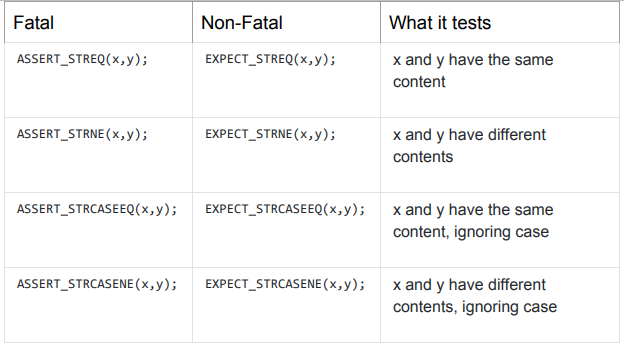 Fatal Non-Fatal What it tests
ASSERT_STREQ(x,y); EXPECT_STREQ(x,y); x and y have the same
content
ASSERT_STRNE(x,y); EXPECT_STRNE(x,y); x and y have different
contents
ASSERT_STRCASEEQ(x,y); EXPECT_STRCASEEQ(x,y); x and y have the same
content, ignoring case
ASSERT_STRCASENE(x,y); EXPECT_STRCASENE(x,y); x and y have different
contents, ignoring case